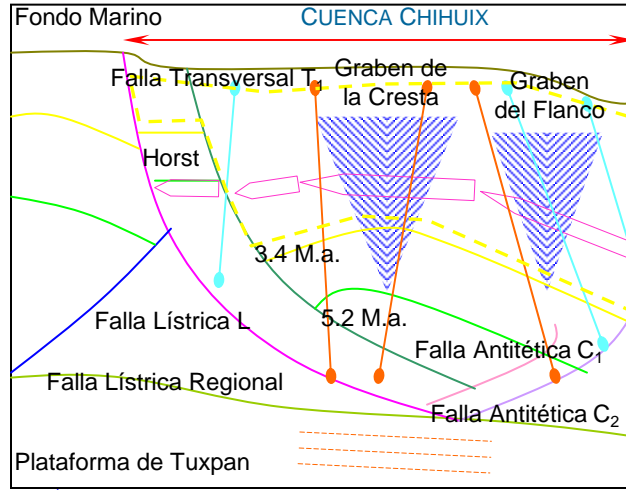 Fondo Marino
CUENCA CHIHUIX
Falla Transversal T1
Graben de
la Cresta
Graben
del Flanco
Horst
3.4 M.a.
Falla Lístrica L
5.2 M.a.
Falla Antitética C1
Falla Lístrica Regional
Falla Antitética C2
Plataforma de Tuxpan